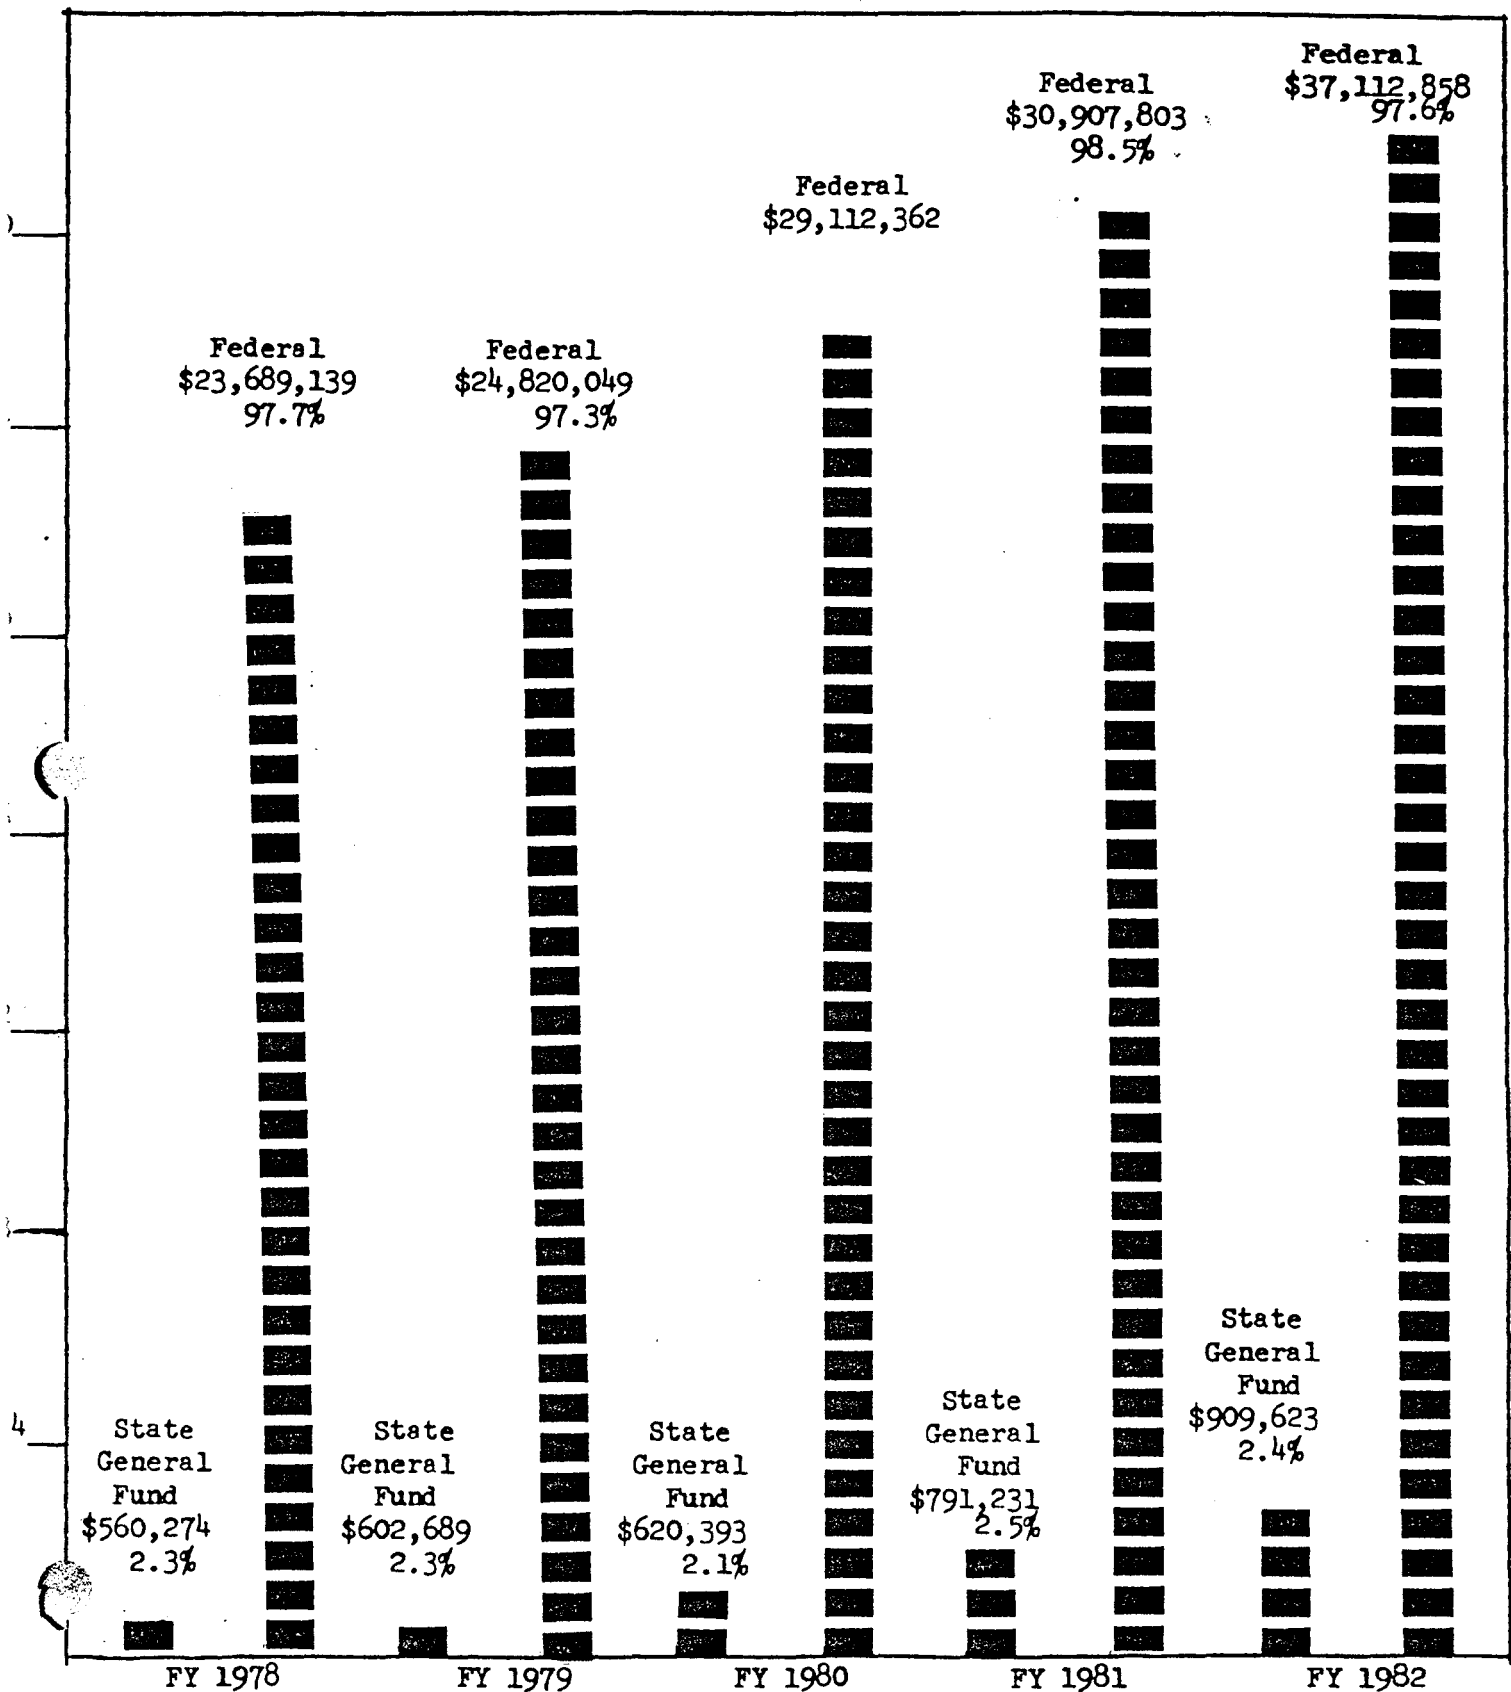 Federal
$37,112,858
97.6%
Federal
$30,907,803
98.5%
Federal
$29,112,362
Federal
$23,689,139
97.7%
Federal
$24,820,049
97.3%
4
State
General
Fund
$560,274
2.3%
State
General
Fund
$602,689
2.3%
State
General
Fund
$620,393
2.1%
State
General
Fund
$791,231
2.5%
State
General
Fund
$909,623
2.4%
FY 1978
FY 1979
FY 1980
FY 1981
FY 1982